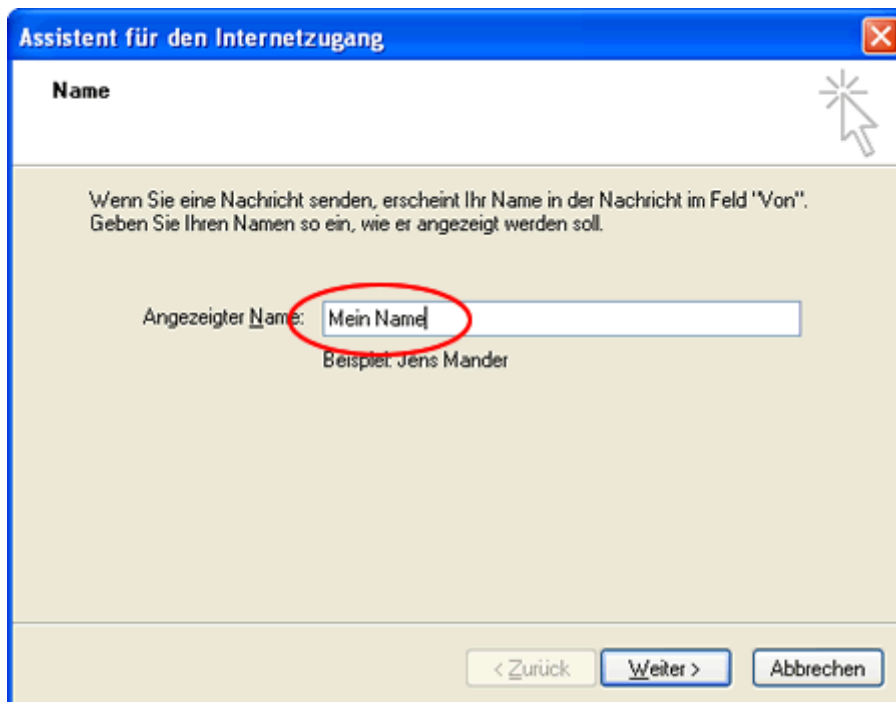 Assistent für den Internetzugang
Name
Wenn Sie eine Nachricht senden, erscheint Ihr Name in der Nachricht im Feld "Von".
Geben Sie Ihren Namen so ein, wie er angezeigt werden soll.
Angezeigter Name: Mein Name
Beispiel: Jens Mander
< Zurück Weiter > Abbrechen